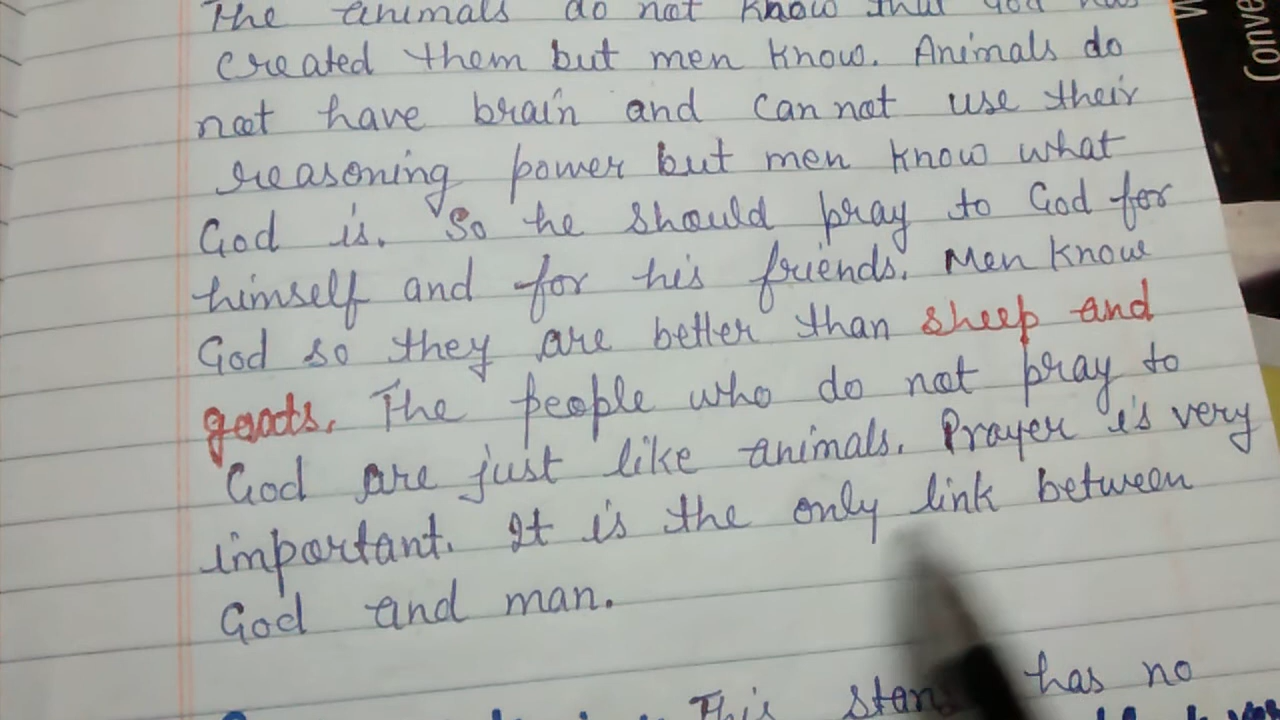 The animals do not know that God has
created them but men know. Animals do
not have brain and can not use their
reasoning power but men know what
God is. So he should pray to God for
himself and for his friends. Men know
God so they are better than sheep and
goats. The people who do not pray to
God are just like animals. Prayer is very
important. It is the only link between
God and man.
This has no
Conve